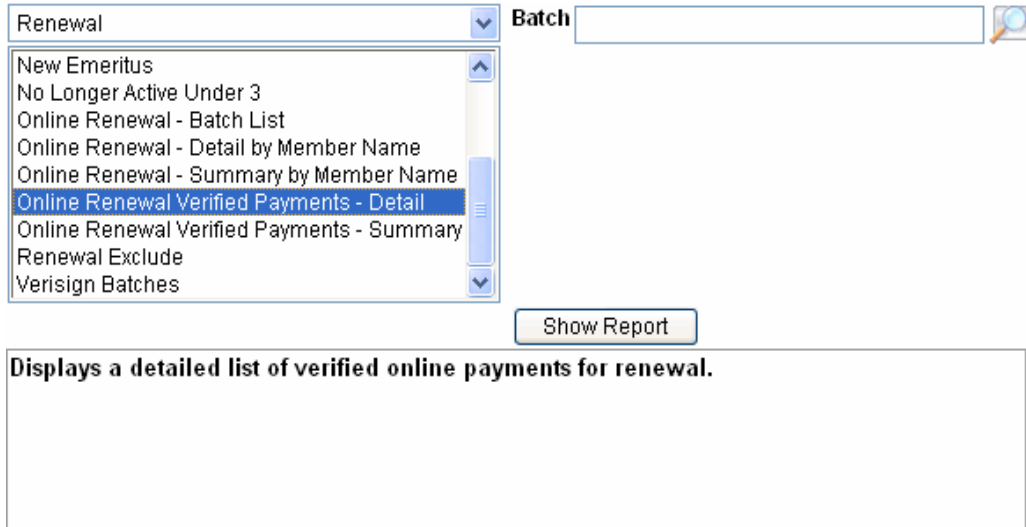 Renewal
Batch
New Emeritus
No Longer Active Under 3
Online Renewal - Batch List
Online Renewal - Detail by Member Name
Online Renewal - Summary by Member Name
Online Renewal Verified Payments - Detail
Online Renewal Verified Payments - Summary
Renewal Exclude
Verisign Batches
Show Report
Displays a detailed list of verified online payments for renewal.